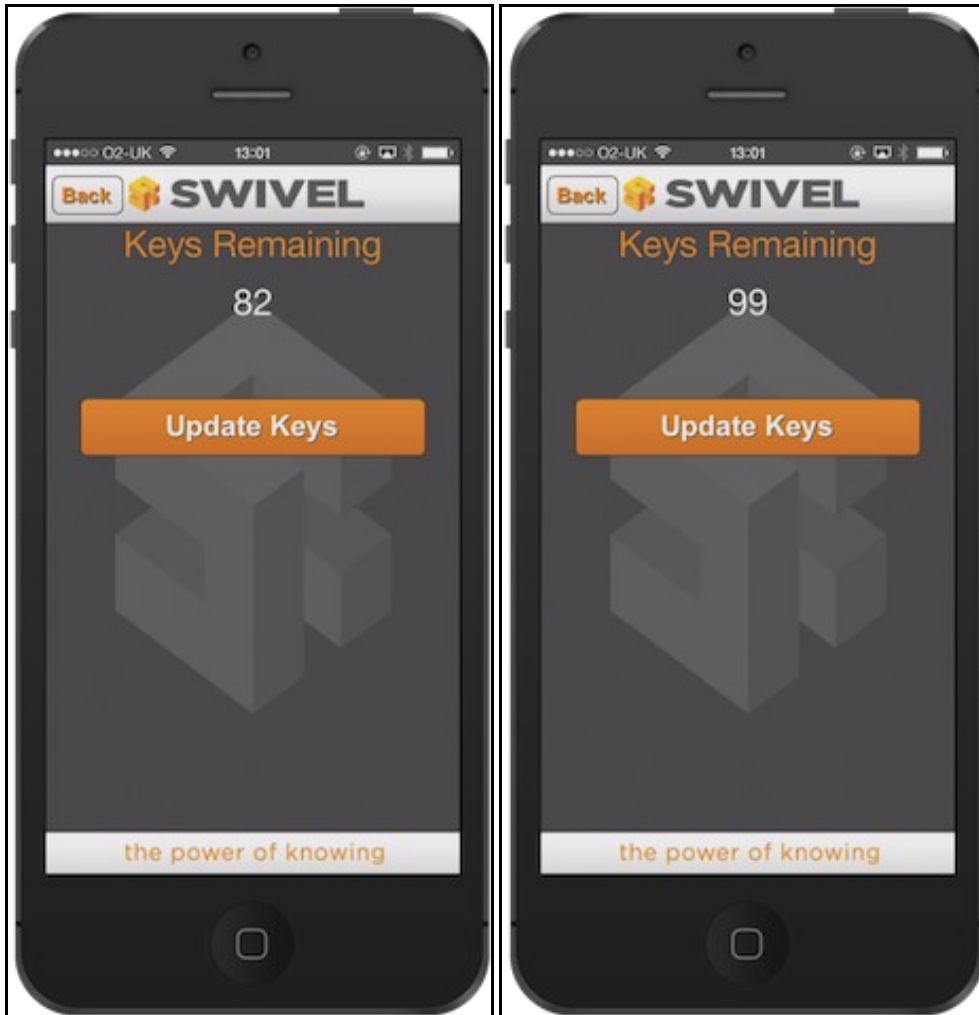 O2-UK 13:01
Back SWIVEL
Keys Remaining
82
Update Keys
the power of knowing
O2-UK 13:01
Back SWIVEL
Keys Remaining
99
Update Keys
the power of knowing